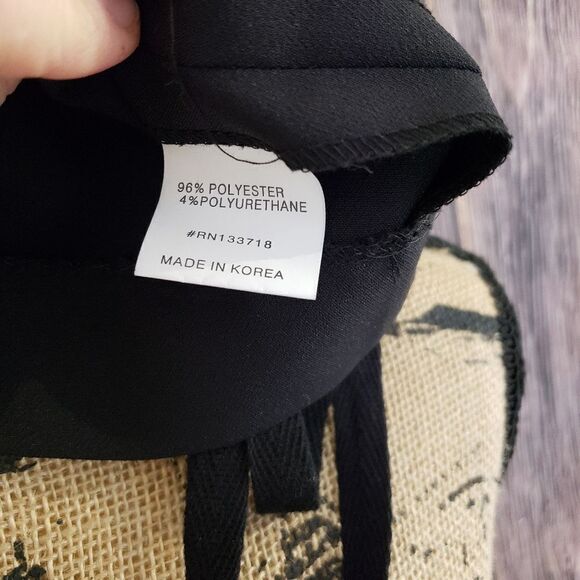 96% POLYESTER
4%POLYURETHANE
#RN133718
MADE IN KOREA